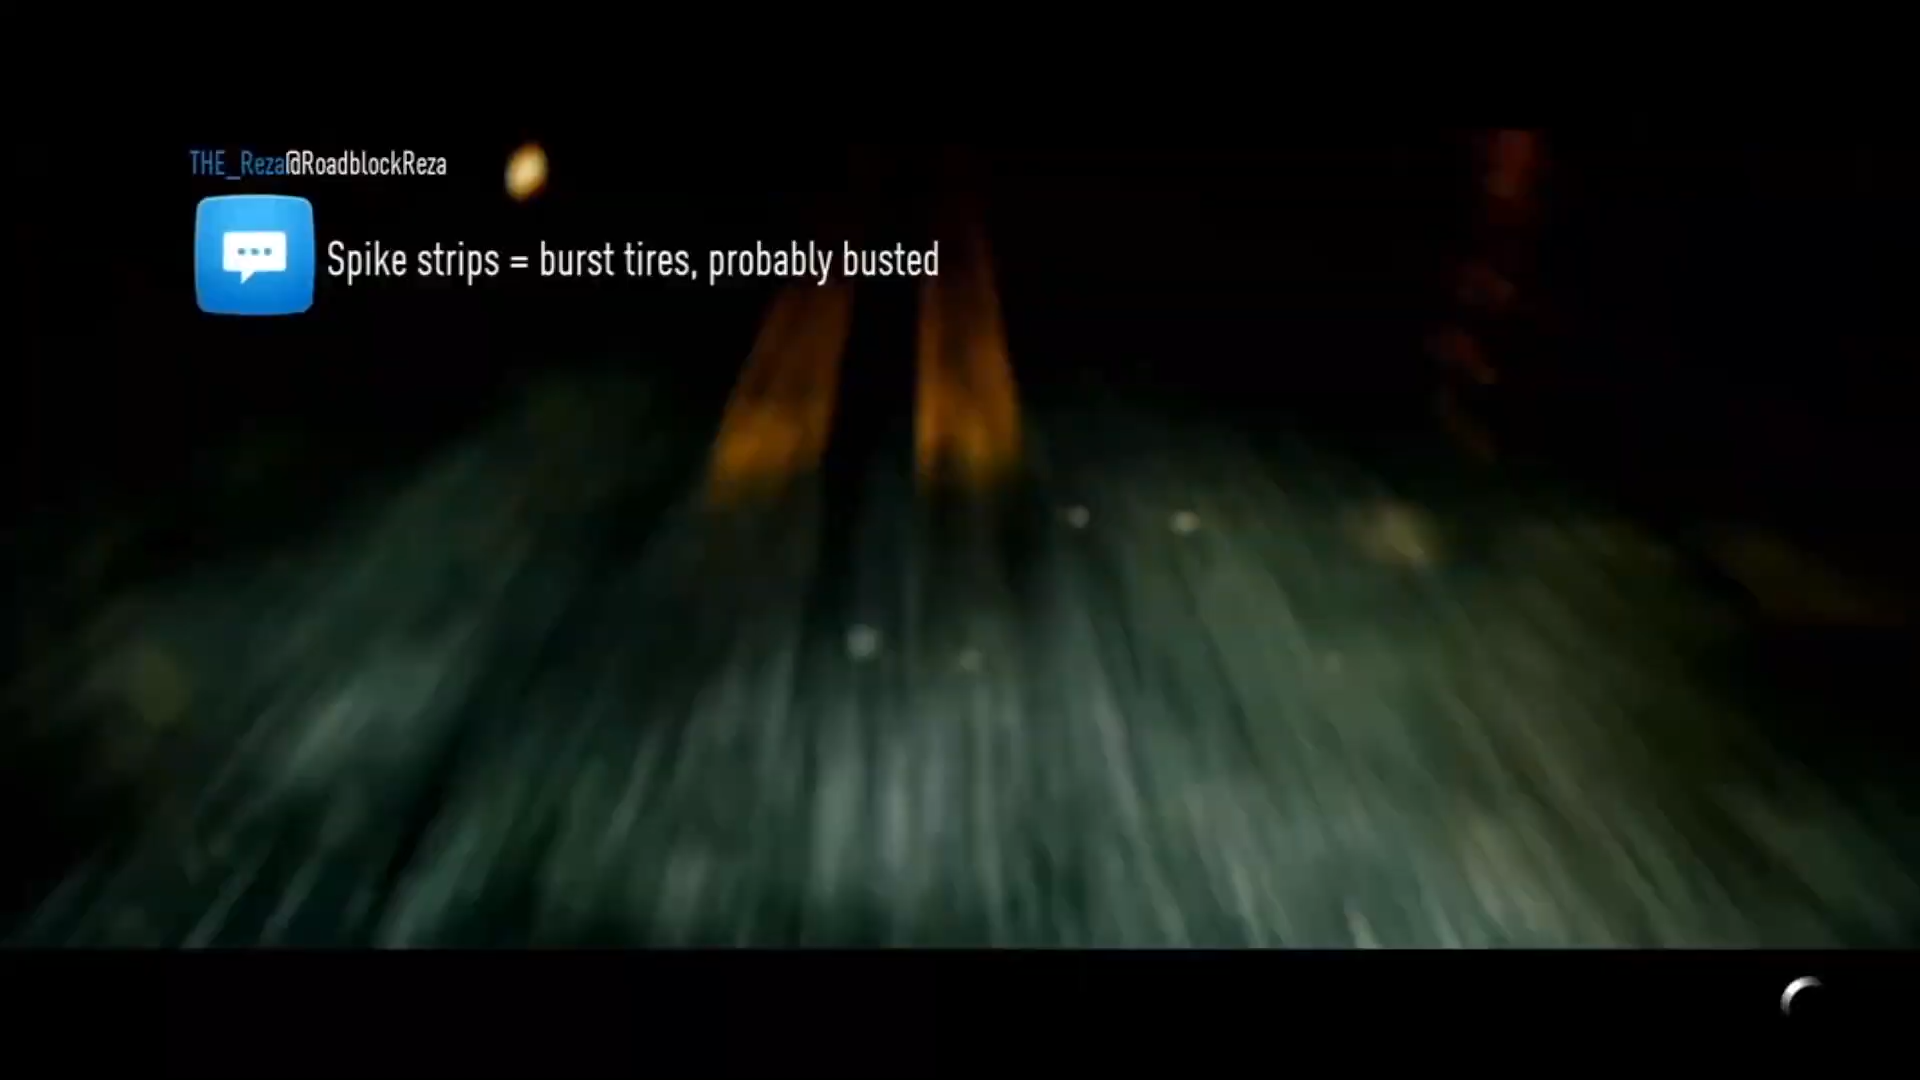 THE_Reza@RoadblockReza
Spike strips = burst tires, probably busted